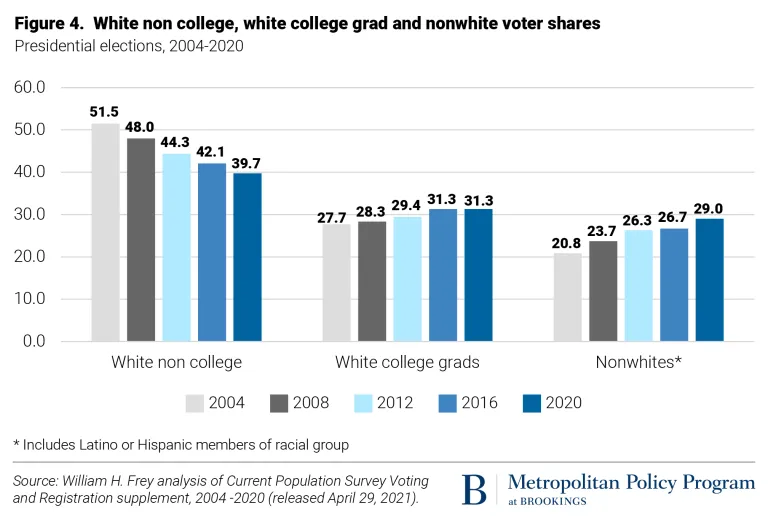 Figure 4. White non college, white college grad and nonwhite voter shares
Presidential elections, 2004-2020
60.0
50.0
40.0
30.0
20.0
10.0
0.0
51.5
48.0
44.3
42.1
39.7
27.7
28.3
29.4
31.3
31.3
20.8
23.7
26.3
26.7
29.0
White non college
White college grads
Nonwhites*
2004
2008
2012
2016
2020
* Includes Latino or Hispanic members of racial group
Source: William H. Frey analysis of Current Population Survey Voting
and Registration supplement, 2004 -2020 (released April 29, 2021).
B
Metropolitan Policy Program
at BROOKINGS